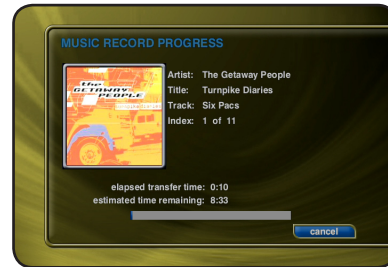 MUSIC RECORD PROGRESS
the
GETAWAY
PEOPLE
Artist: The Getaway People
Title: Turnpike Diaries
Track: Six Pacs
Index: 1 of 11
elapsed transfer time: 0:10
estimated time remaining: 8:33
cancel